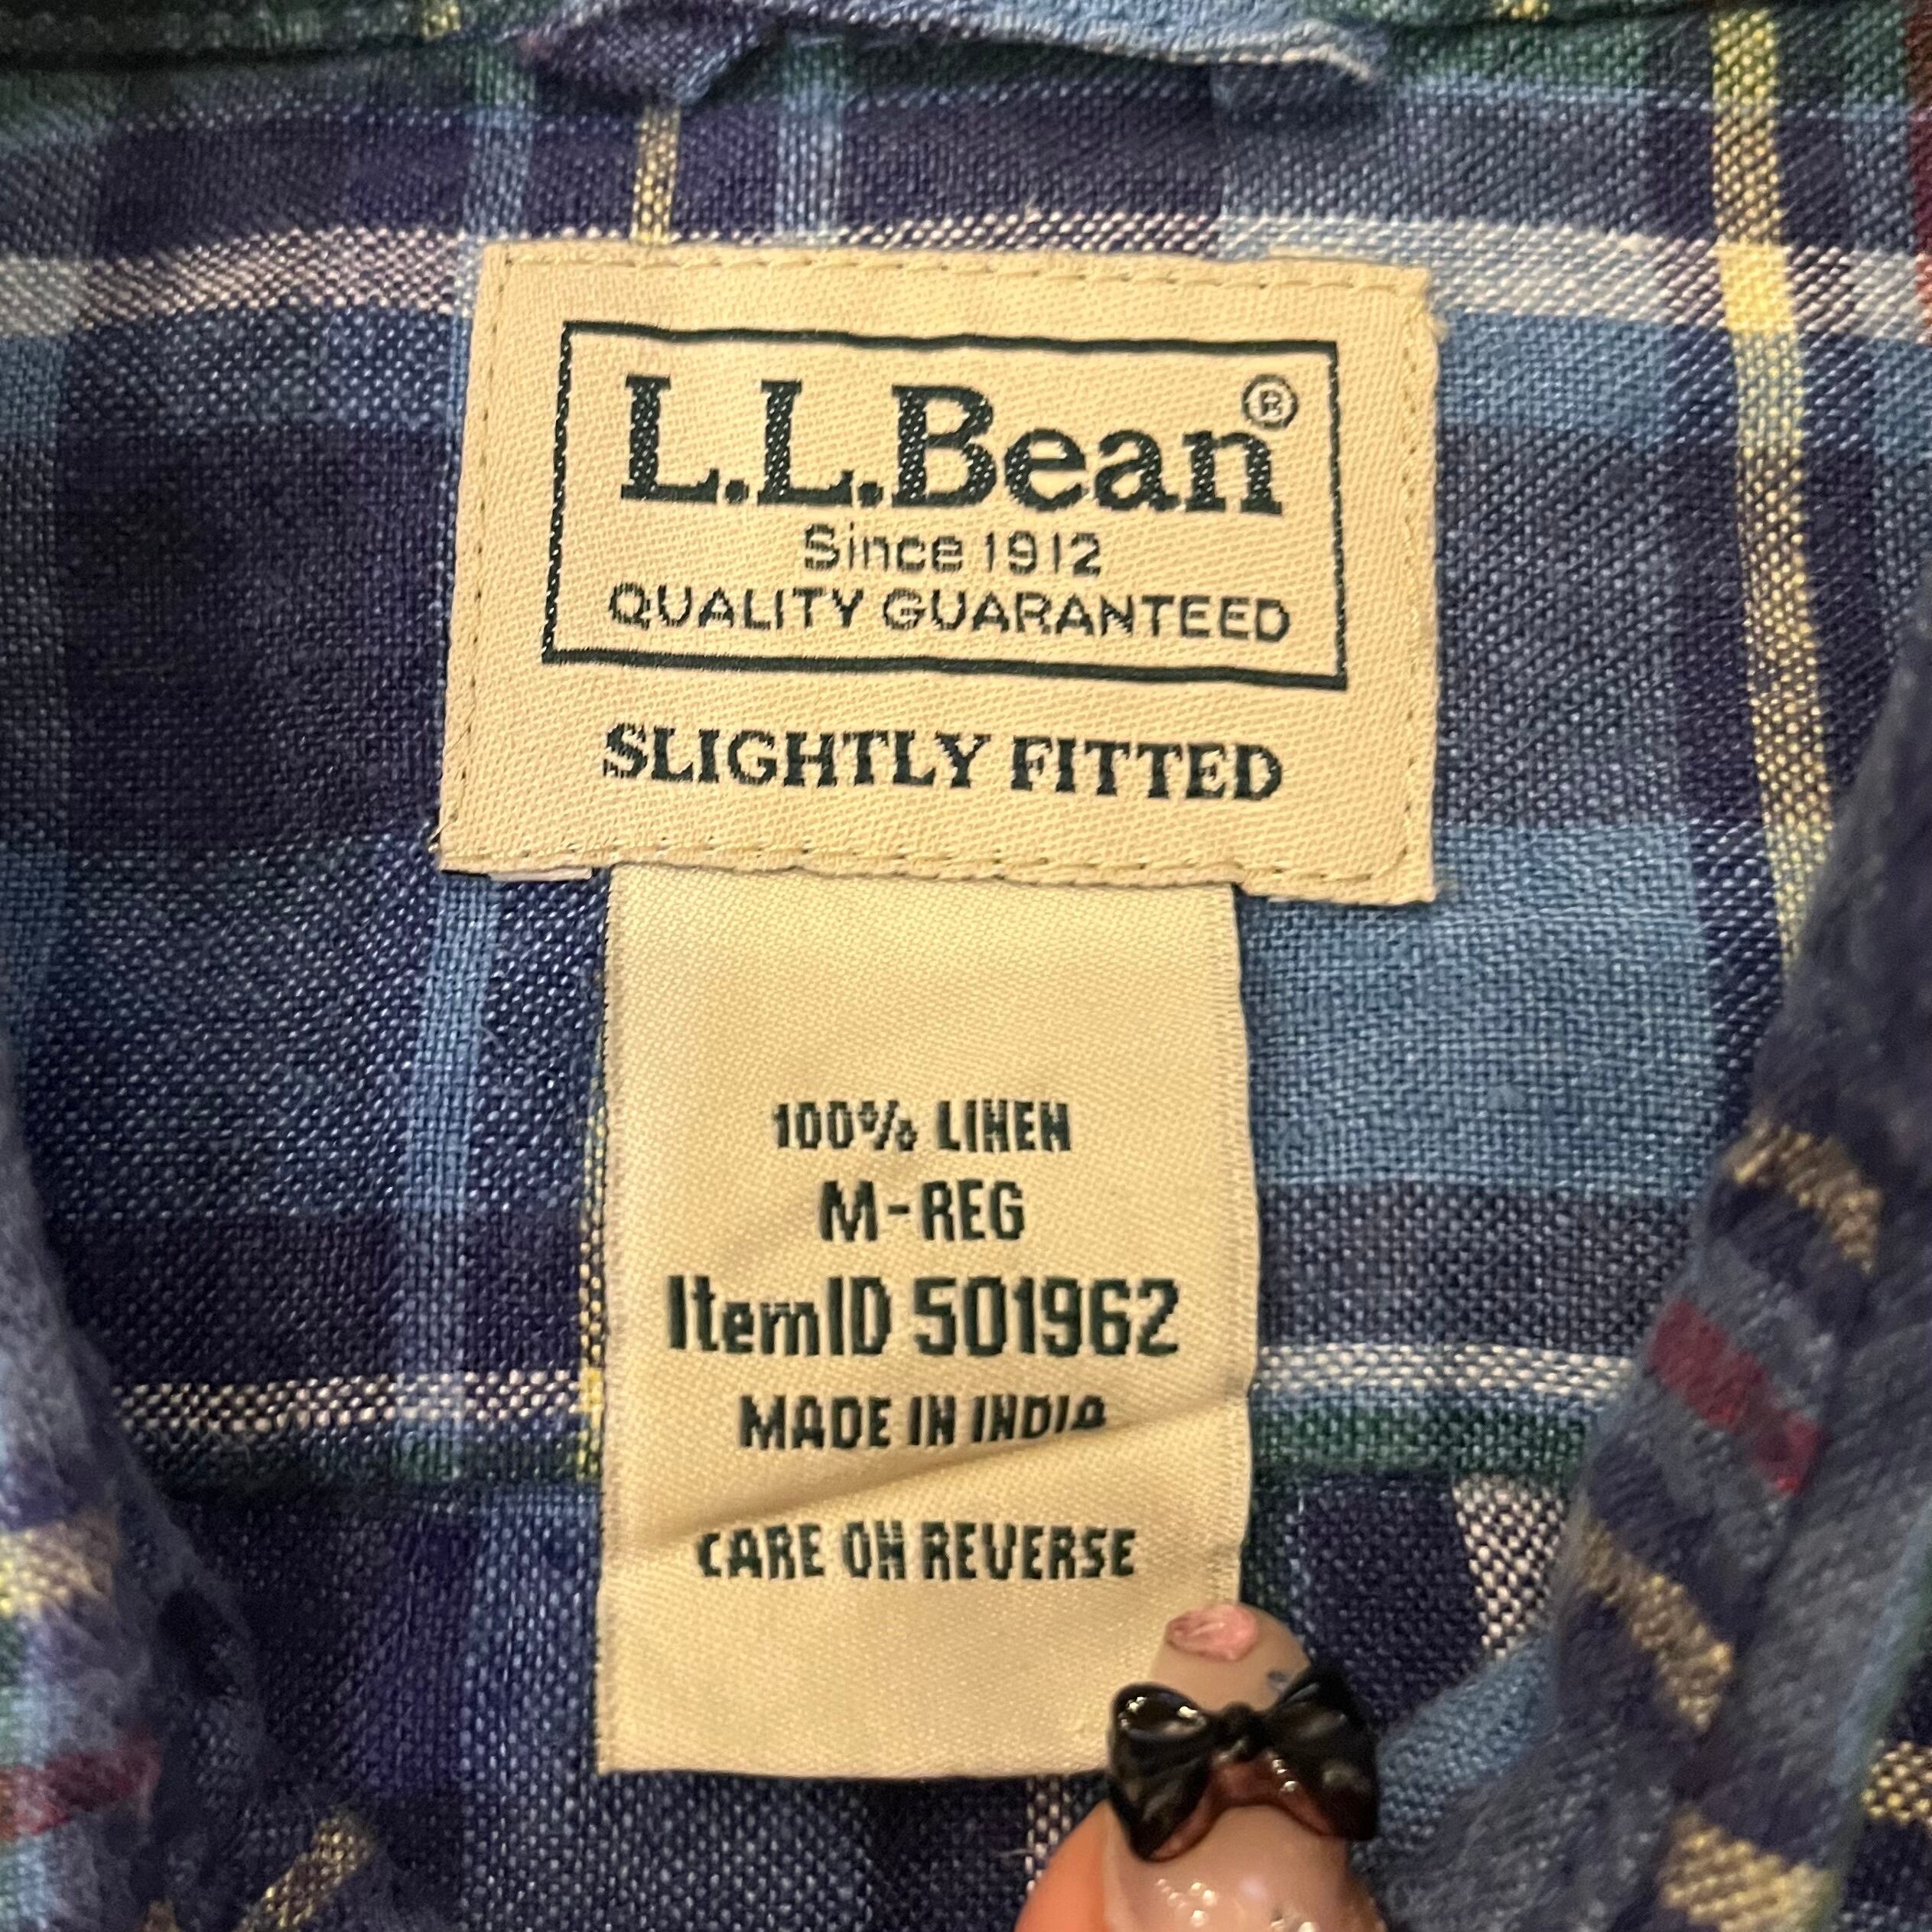 L.L.Bean®
Since 1912
QUALITY GUARANTEED
SLIGHTLY FITTED
100% LINEN
M-REG
ItemID 501962
MADE IN INDIA
CARE ON REVERSE